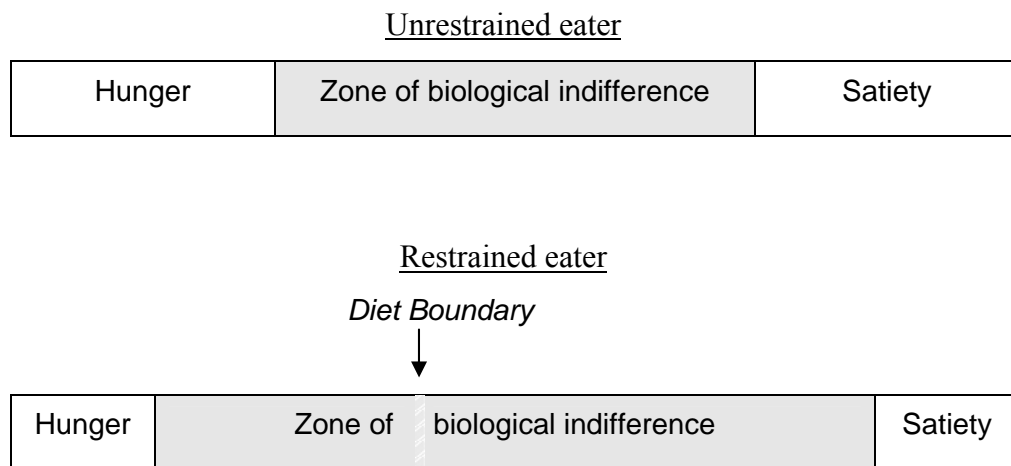 Unrestrained eater
Hunger Zone of biological indifference Satiety
Restrained eater
Diet Boundary
Hunger Zone of biological indifference Satiety